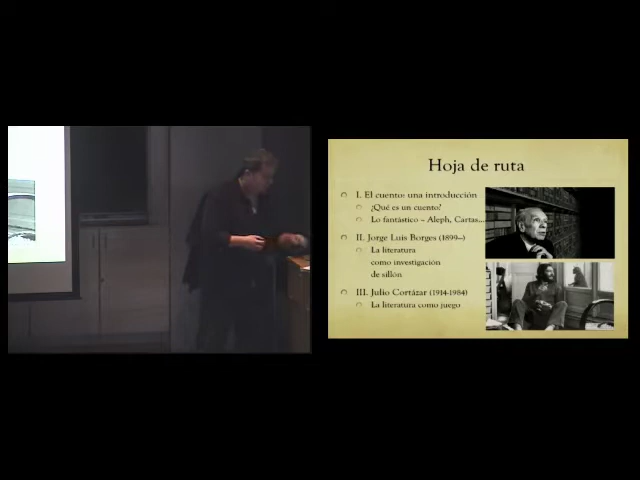 Hoja de ruta
I. El cuento: una introducción
¿Qué es un cuento?
Lo fantástico – Aleph, Cartas...
II. Jorge Luis Borges (1899–)
La literatura
como investigación
de sillón
III. Julio Cortázar (1914-1984)
La literatura como juego